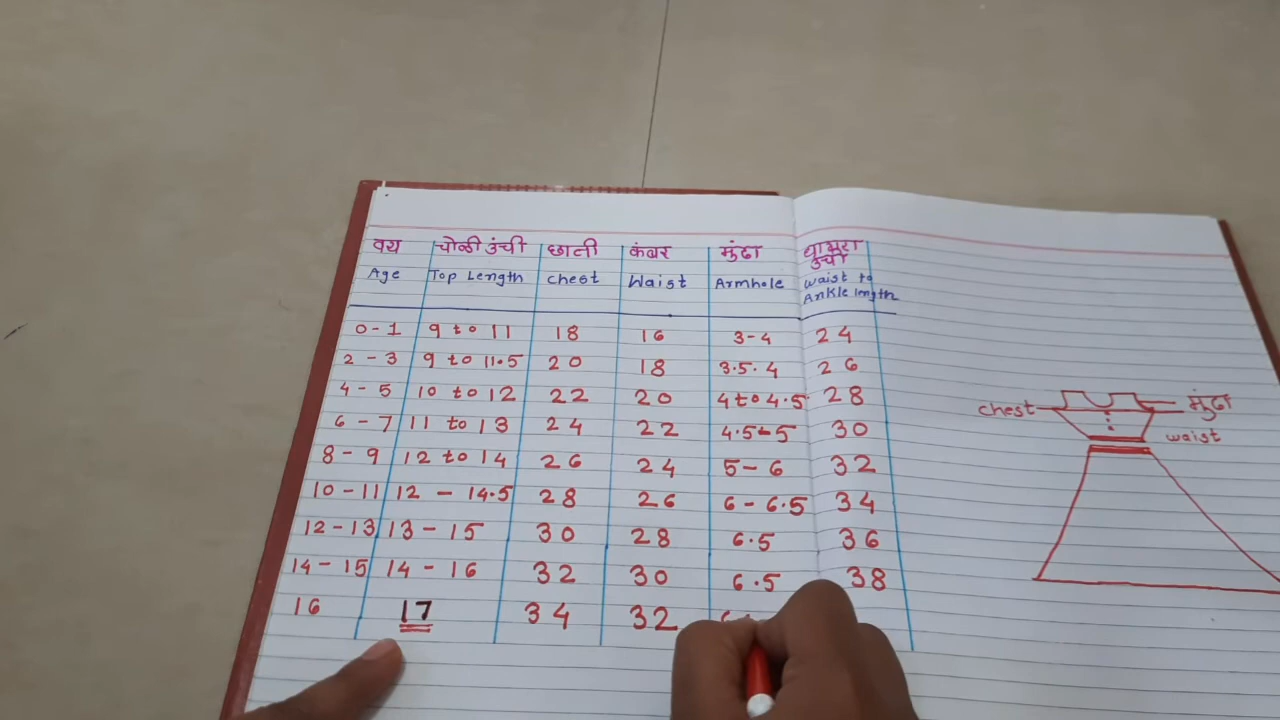 वय चोळी उंची छाती कंबर मुंढा घागरा उंची
Age Top Length Chest Waist Armhole Waist to Ankle length
0-1 9 to 11 18 16 3-4 24
2-3 9 to 11.5 20 18 3.5.4 26
4-5 10 to 12 22 20 4 to 4.5 28
6-7 11 to 13 24 22 4.5-5 30
8-9 12 to 14 26 24 5-6 32
10-11 12-14.5 28 26 6-6.5 34
12-13 13-15 30 28 6.5 36
14-15 14-16 32 30 6.5 38
16 17 34 32
chest मुंढा
waist